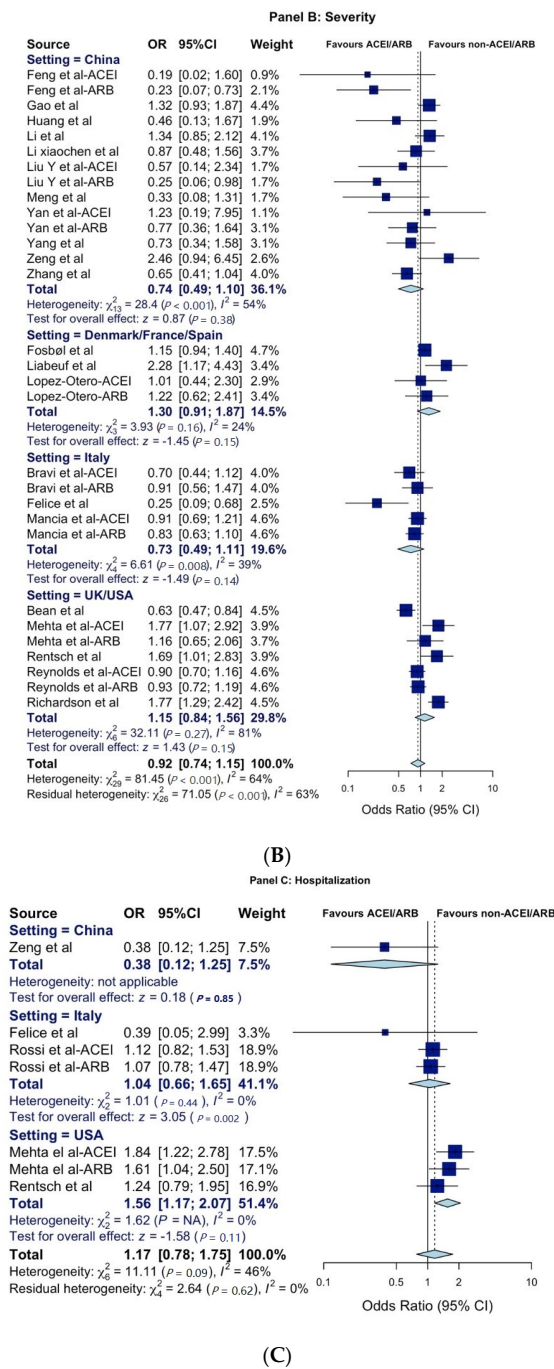 Panel B: Severity
Source OR 95%CI Weight Favours ACEI/ARB Favours non-ACEI/ARB
Setting = China
Feng et al-ACEI 0.19 [0.02; 1.60] 0.9%
Feng et al-ARB 0.23 [0.07; 0.73] 2.1%
Gao et al 1.32 [0.93; 1.87] 4.4%
Huang et al 0.46 [0.13; 1.67] 1.9%
Li et al 1.34 [0.85; 2.12] 4.1%
Li xiaochen et al 0.87 [0.48; 1.56] 3.7%
Liu Y et al-ACEI 0.57 [0.14; 2.34] 1.7%
Liu Y et al-ARB 0.25 [0.06; 0.98] 1.7%
Meng et al 0.33 [0.08; 1.31] 1.7%
Yan et al-ACEI 1.23 [0.19; 7.95] 1.1%
Yan et al-ARB 0.77 [0.36; 1.64] 3.1%
Yang et al 0.73 [0.34; 1.58] 3.1%
Zeng et al 2.46 [0.94; 6.45] 2.6%
Zhang et al 0.65 [0.41; 1.04] 4.0%
Total 0.74 [0.49; 1.10] 36.1%
Heterogeneity: χ²₁₃ = 28.4 (P < 0.001), I² = 54%
Test for overall effect: z = 0.87 (P = 0.38)
Setting = Denmark/France/Spain
Fosbøl et al 1.15 [0.94; 1.40] 4.7%
Liabeuf et al 2.28 [1.17; 4.43] 3.4%
Lopez-Otero-ACEI 1.01 [0.44; 2.30] 2.9%
Lopez-Otero-ARB 1.22 [0.62; 2.41] 3.4%
Total 1.30 [0.91; 1.87] 14.5%
Heterogeneity: χ²₃ = 3.93 (P = 0.16), I² = 24%
Test for overall effect: z = -1.45 (P = 0.15)
Setting = Italy
Bravi et al-ACEI 0.70 [0.44; 1.12] 4.0%
Bravi et al-ARB 0.91 [0.56; 1.47] 4.0%
Felice et al 0.25 [0.09; 0.68] 2.5%
Mancia et al-ACEI 0.91 [0.69; 1.21] 4.6%
Mancia et al-ARB 0.83 [0.63; 1.10] 4.6%
Total 0.73 [0.49; 1.11] 19.6%
Heterogeneity: χ²₄ = 6.61 (P = 0.008), I² = 39%
Test for overall effect: z = -1.49 (P = 0.14)
Setting = UK/USA
Bean et al 0.63 [0.47; 0.84] 4.5%
Mehta et al-ACEI 1.77 [1.07; 2.92] 3.9%
Mehta et al-ARB 1.16 [0.65; 2.06] 3.7%
Rentsch et al 1.69 [1.01; 2.83] 3.9%
Reynolds et al-ACEI 0.90 [0.70; 1.16] 4.6%
Reynolds et al-ARB 0.93 [0.72; 1.19] 4.6%
Richardson et al 1.77 [1.29; 2.42] 4.5%
Total 1.15 [0.84; 1.56] 29.8%
Heterogeneity: χ²₆ = 32.11 (P = 0.27), I² = 81%
Test for overall effect: z = 1.43 (P = 0.15)
Total 0.92 [0.74; 1.15] 100.0%
Heterogeneity: χ²₂₉ = 81.45 (P < 0.001), I² = 64%
Residual heterogeneity: χ²₂₆ = 71.05 (P < 0.001), I² = 63%
0.1 0.5 1 2 10
Odds Ratio (95% CI)
(B)
Panel C: Hospitalization
Source OR 95%CI Weight Favours ACEI/ARB Favours non-ACEI/ARB
Setting = China
Zeng et al 0.38 [0.12; 1.25] 7.5%
Total 0.38 [0.12; 1.25] 7.5%
Heterogeneity: not applicable
Test for overall effect: z = 0.18 (P = 0.85)
Setting = Italy
Felice et al 0.39 [0.05; 2.99] 3.3%
Rossi et al-ACEI 1.12 [0.82; 1.53] 18.9%
Rossi et al-ARB 1.07 [0.78; 1.47] 18.9%
Total 1.04 [0.66; 1.65] 41.1%
Heterogeneity: χ²₂ = 1.01 (P = 0.44), I² = 0%
Test for overall effect: z = 3.05 (P = 0.002)
Setting = USA
Mehta el al-ACEI 1.84 [1.22; 2.78] 17.5%
Mehta el al-ARB 1.61 [1.04; 2.50] 17.1%
Rentsch et al 1.24 [0.79; 1.95] 16.9%
Total 1.56 [1.17; 2.07] 51.4%
Heterogeneity: χ²₂ = 1.62 (P = NA), I² = 0%
Test for overall effect: z = -1.58 (P = 0.11)
Total 1.17 [0.78; 1.75] 100.0%
Heterogeneity: χ²₆ = 11.11 (P = 0.09), I² = 46%
Residual heterogeneity: χ²₄ = 2.64 (P = 0.62), I² = 0%
0.1 0.5 1 2 10
Odds Ratio (95% CI)
(C)